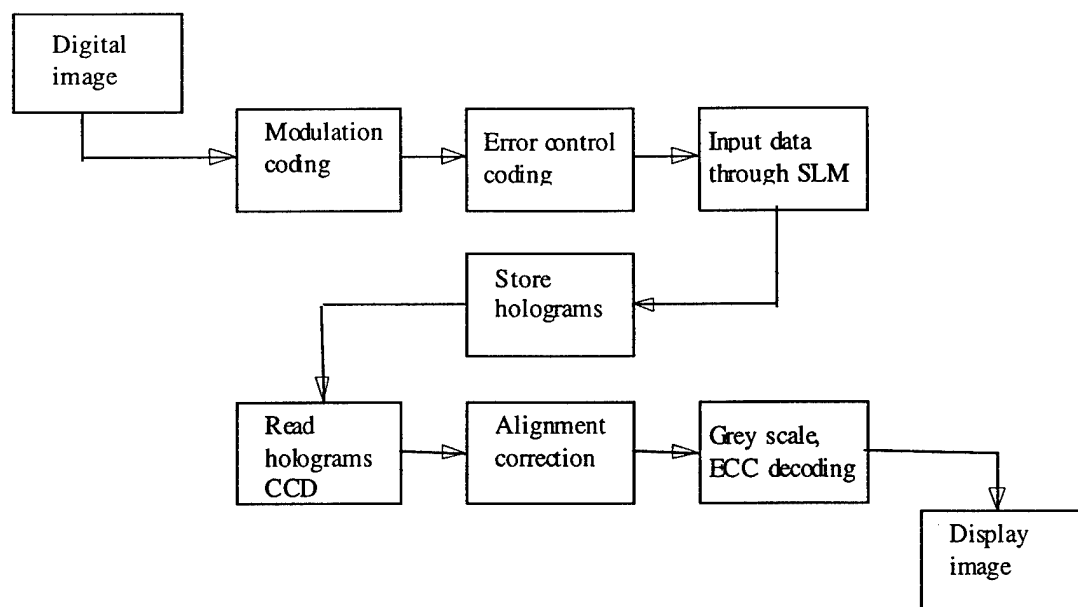 Digital
image
Modulation
coding
Error control
coding
Input data
through SLM
Store
holograms
Read
holograms
CCD
Alignment
correction
Grey scale,
ECC decoding
Display
image